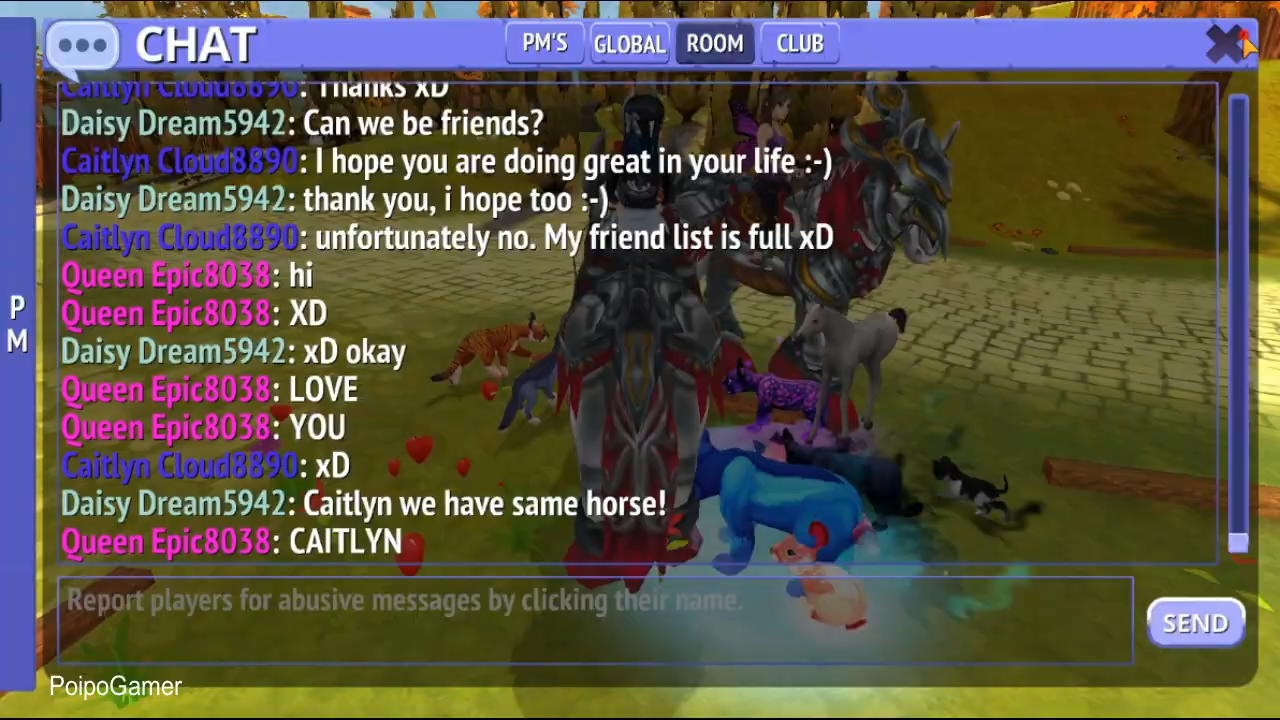 CHAT
PM'S
GLOBAL
ROOM
CLUB
Caitlyn Cloud8890: Thanks xD
Daisy Dream5942: Can we be friends?
Caitlyn Cloud8890: I hope you are doing great in your life :-)
Daisy Dream5942: thank you, i hope too :-)
Caitlyn Cloud8890: unfortunately no. My friend list is full xD
Queen Epic8038: hi
Queen Epic8038: XD
Daisy Dream5942: xD okay
Queen Epic8038: LOVE
Queen Epic8038: YOU
Caitlyn Cloud8890: xD
Daisy Dream5942: Caitlyn we have same horse!
Queen Epic8038: CAITLYN
PM
Report players for abusive messages by clicking their name.
SEND
PoipoGamer